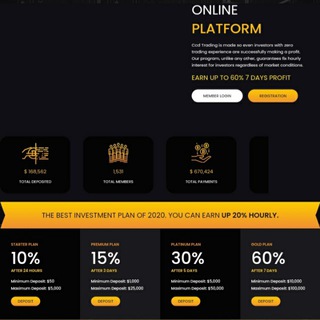 ONLINE
PLATFORM
Cod Trading is made so even investors with zero
trading experience are successfully making a profit.
Our program, unlike any other, guarantees 1% hourly
interest for investors regardless of market conditions.
EARN UP TO 60% 7 DAYS PROFIT
MEMBER LOGIN
REGISTRATION
$ 168,562
TOTAL DEPOSITED
1,531
TOTAL MEMBERS
$ 670,424
TOTAL PAYMENTS
THE BEST INVESTMENT PLAN OF 2020. YOU CAN EARN UP 20% HOURLY.
STARTER PLAN
10%
AFTER 24 HOURS
Minimum Deposit: $50
Maximum Deposit: $5,000
DEPOSIT
PREMIUM PLAN
15%
AFTER 3 DAYS
Minimum Deposit: $3,000
Maximum Deposit: $25,000
DEPOSIT
PLATINUM PLAN
30%
AFTER 5 DAYS
Minimum Deposit: $5,000
Maximum Deposit: $50,000
DEPOSIT
GOLD PLAN
60%
AFTER 7 DAYS
Minimum Deposit: $10,000
Maximum Deposit: $100,000
DEPOSIT